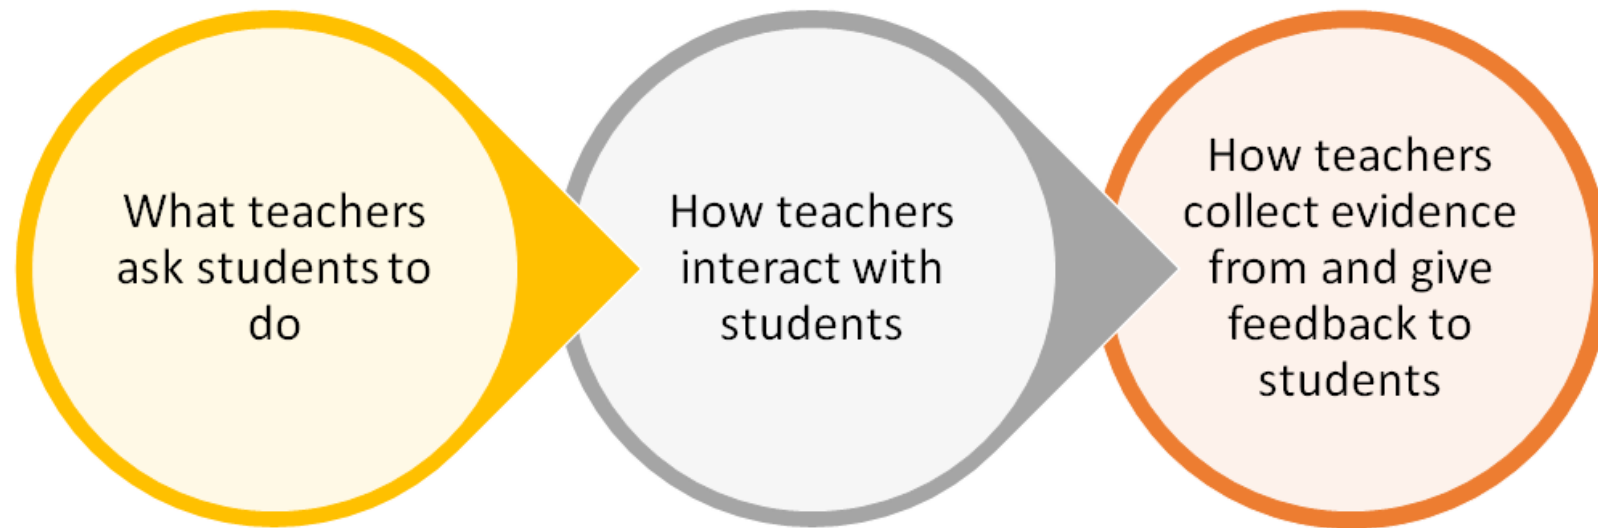 What teachers
ask students to
do
How teachers
interact with
students
How teachers
collect evidence
from and give
feedback to
students